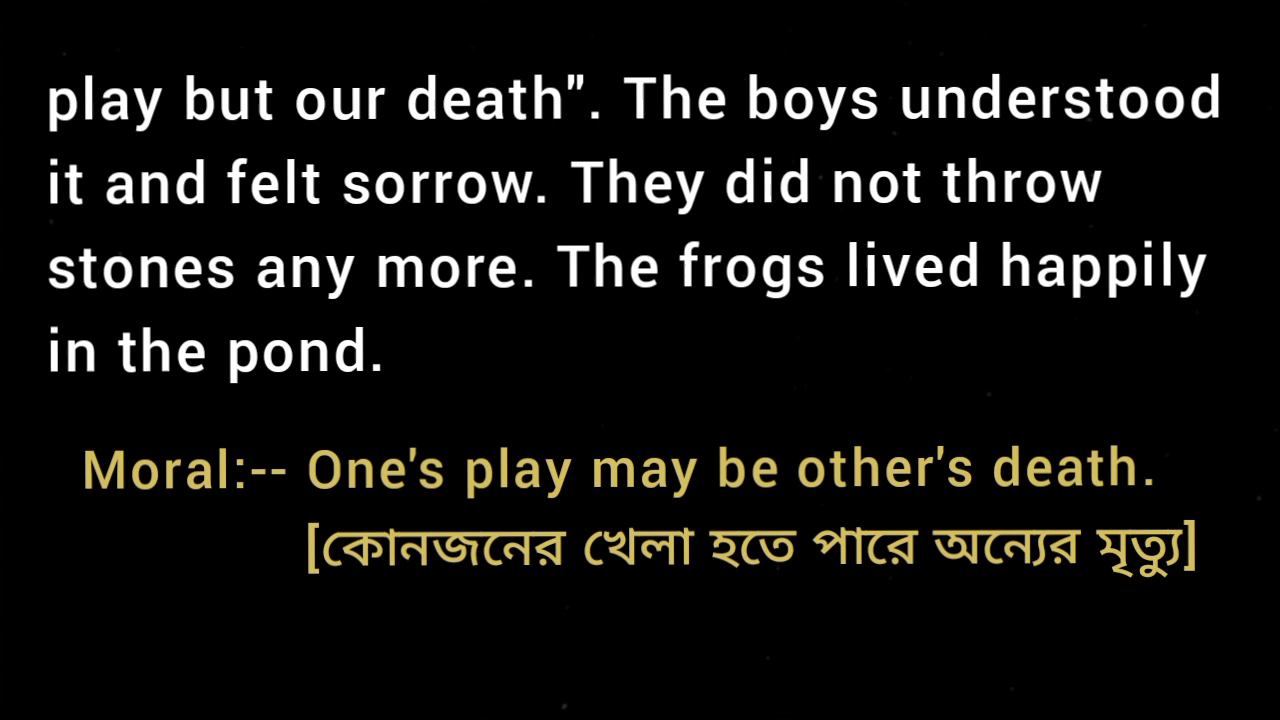 play but our death". The boys understood
it and felt sorrow. They did not throw
stones any more. The frogs lived happily
in the pond.
Moral:-- One's play may be other's death.
[কোনজনের খেলা হতে পারে অন্যের মৃত্যু]